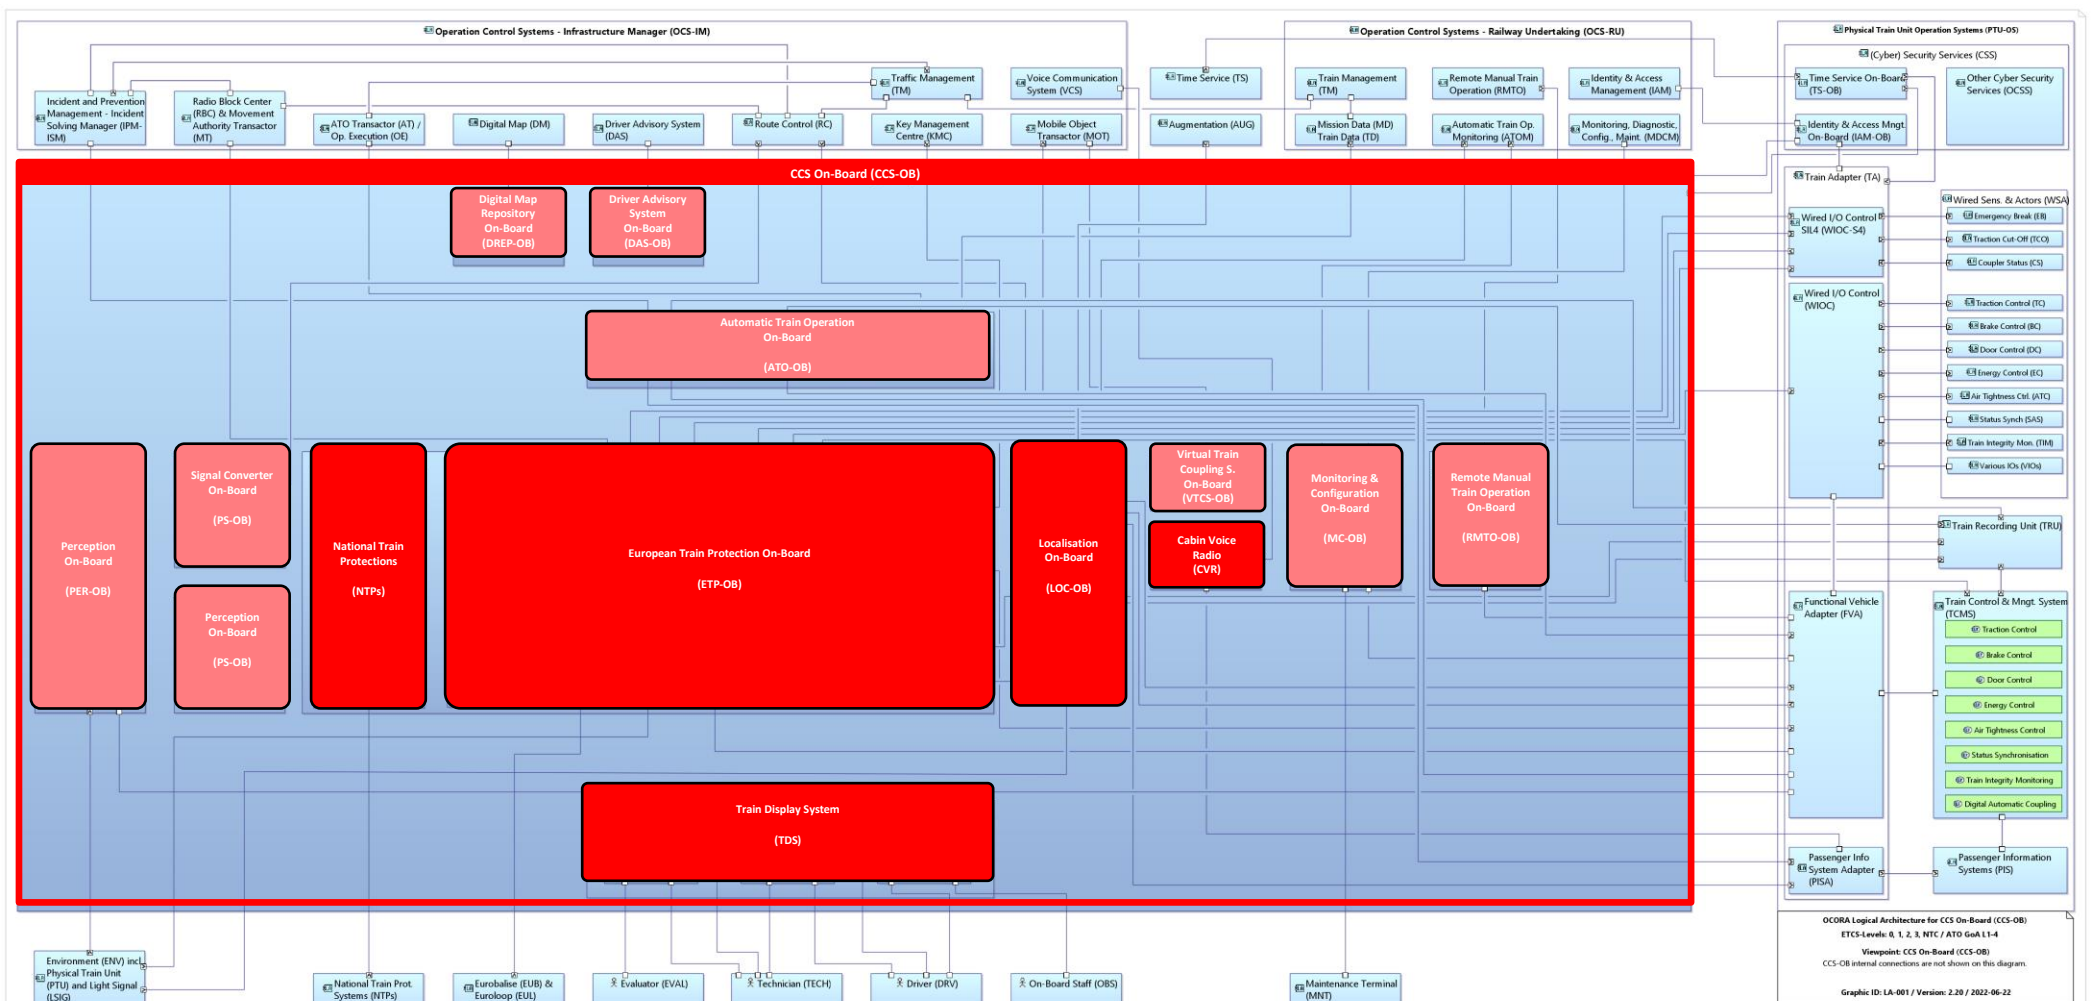 Operation Control Systems - Infrastructure Manager (OCS-IM)
Operation Control Systems - Railway Undertaking (OCS-RU)
Physical Train Unit Operation Systems (PTU-OS)
(Cyber) Security Services (CSS)
Traffic Management
(TM)
Voice Communication
System (VCS)
Time Service (TS)
Train Management
(TM)
Remote Manual Train
Operation (RMTO)
Identity & Access
Management (IAM)
Time Service On-Board
(TS-OB)
Other Cyber Security
Services (OCSS)
Incident and Prevention
Management - Incident
Solving Manager (IPM-
ISM)
Radio Block Center
(RBC) & Movement
Authority Transactor
(MT)
ATO Transactor (AT) /
Op. Execution (OE)
Digital Map (DM)
Driver Advisory System
(DAS)
Route Control (RC)
Key Management
Centre (KMC)
Mobile Object
Transactor (MOT)
Augmentation (AUG)
Mission Data (MD)
Train Data (TD)
Automatic Train Op.
Monitoring (ATOM)
Monitoring, Diagnostic,
Config., Maint. (MDCM)
Identity & Access Mngt.
On-Board (IAM-OB)
CCS On-Board (CCS-OB)
Train Adapter (TA)
Wired Sens. & Actors (WSA)
Digital Map
Repository
On-Board
(DREP-OB)
Driver Advisory
System
On-Board
(DAS-OB)
Wired I/O Control
SIL4 (WIOC-S4)
Emergency Break (EB)
Traction Cut-Off (TCO)
Coupler Status (CS)
Wired I/O Control
(WIOC)
Traction Control (TC)
Brake Control (BC)
Door Control (DC)
Energy Control (EC)
Air Tightness Ctrl. (ATC)
Status Synch (SAS)
Train Integrity Mon. (TIM)
Various IOs (VIOs)
Automatic Train Operation
On-Board
(ATO-OB)
Perception
On-Board
(PER-OB)
Signal Converter
On-Board
(PS-OB)
Perception
On-Board
(PS-OB)
National Train
Protections
(NTPs)
European Train Protection On-Board
(ETP-OB)
Localisation
On-Board
(LOC-OB)
Virtual Train
Coupling S.
On-Board
(VTCS-OB)
Cabin Voice
Radio
(CVR)
Monitoring &
Configuration
On-Board
(MC-OB)
Remote Manual
Train Operation
On-Board
(RMTO-OB)
Train Recording Unit (TRU)
Functional Vehicle
Adapter (FVA)
Train Control & Mngt. System
(TCMS)
Traction Control
Brake Control
Door Control
Energy Control
Air Tightness Control
Status Synchronisation
Train Integrity Monitoring
Digital Automatic Coupling
Train Display System
(TDS)
Passenger Info
System Adapter
(PISA)
Passenger Information
Systems (PIS)
Environment (ENV) incl.
Physical Train Unit
(PTU) and Light Signal
(LSIG)
National Train Prot.
Systems (NTPs)
Eurobalise (EUB) &
Euroloop (EUL)
Evaluator (EVAL)
Technician (TECH)
Driver (DRV)
On-Board Staff (OBS)
Maintenance Terminal
(MNT)
OCORA Logical Architecture for CCS On-Board (CCS-OB)
ETCS-Levels: 0, 1, 2, 3, NTC / ATO GoA L1-4
Viewpoint: CCS On-Board (CCS-OB)
CCS-OB internal connections are not shown on this diagram.
Graphic ID: LA-001 / Version: 2.20 / 2022-06-22